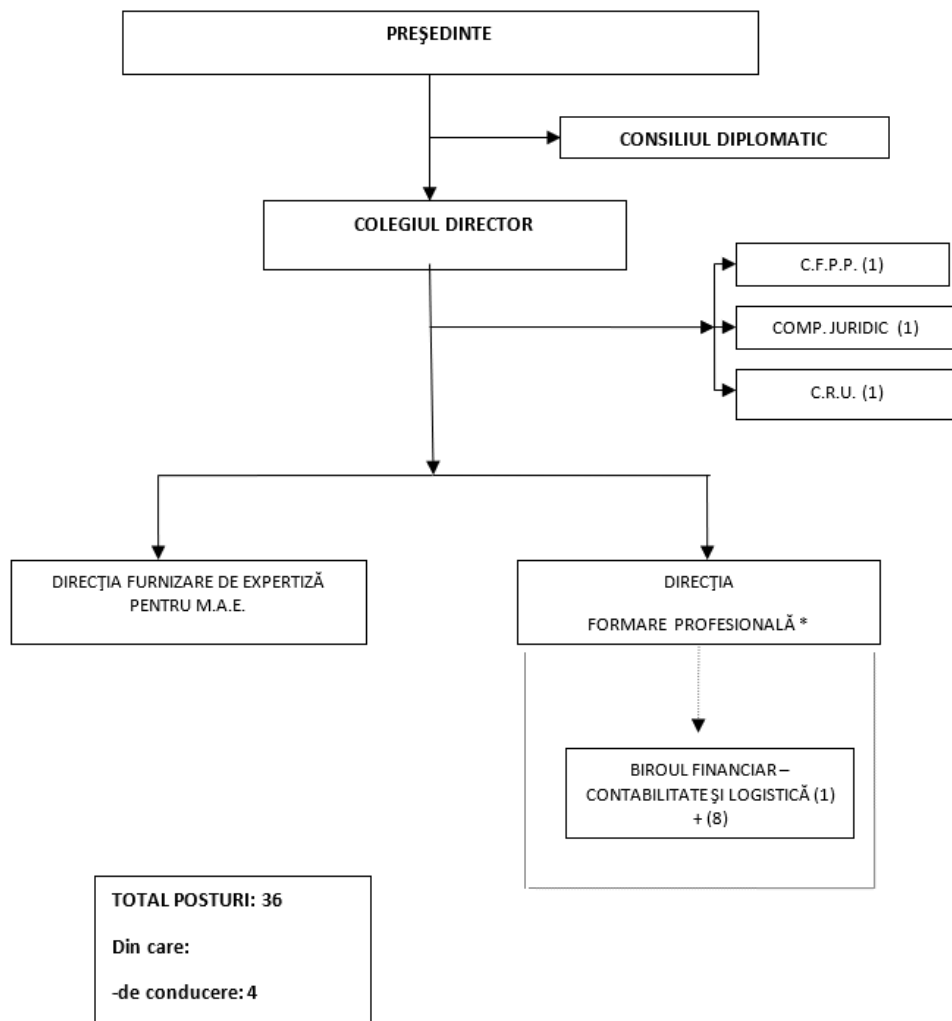 PREŞEDINTE
CONSILIUL DIPLOMATIC
COLEGIUL DIRECTOR
C.F.P.P. (1)
COMP. JURIDIC (1)
C.R.U. (1)
DIRECŢIA FURNIZARE DE EXPERTIZĂ
PENTRU M.A.E.
DIRECŢIA
FORMARE PROFESIONALĂ *
BIROUL FINANCIAR –
CONTABILITATE ŞI LOGISTICĂ (1)
+ (8)
TOTAL POSTURI: 36
Din care:
-de conducere: 4